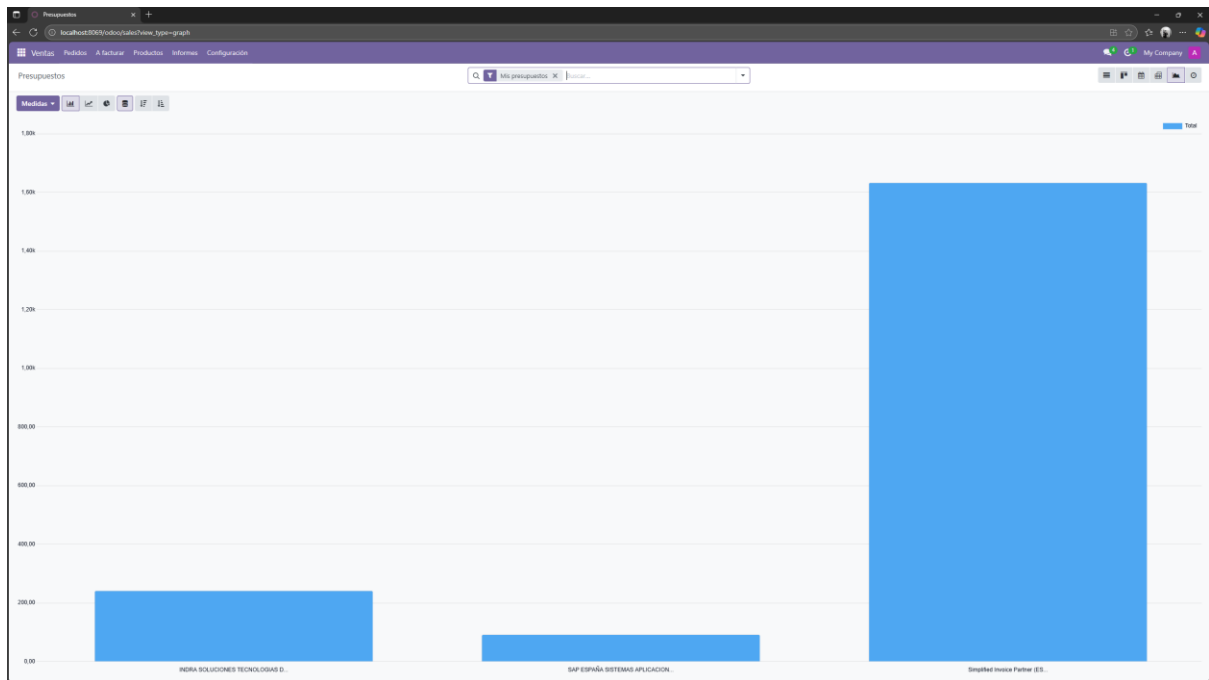 Presupuestos
localhost:8069/odoo/sales?view_type=graph
Ventas Pedidos A facturar Productos Informes Configuración My Company A
Presupuestos Mis presupuestos Buscar...
Medidas
Total
1,80k
1,60k
1,40k
1,20k
1,00k
800,00
600,00
400,00
200,00
0,00
INDRA SOLUCIONES TECNOLOGIAS D... SAP ESPAÑA SISTEMAS APLICACION... Simplified Invoice Partner (ES...